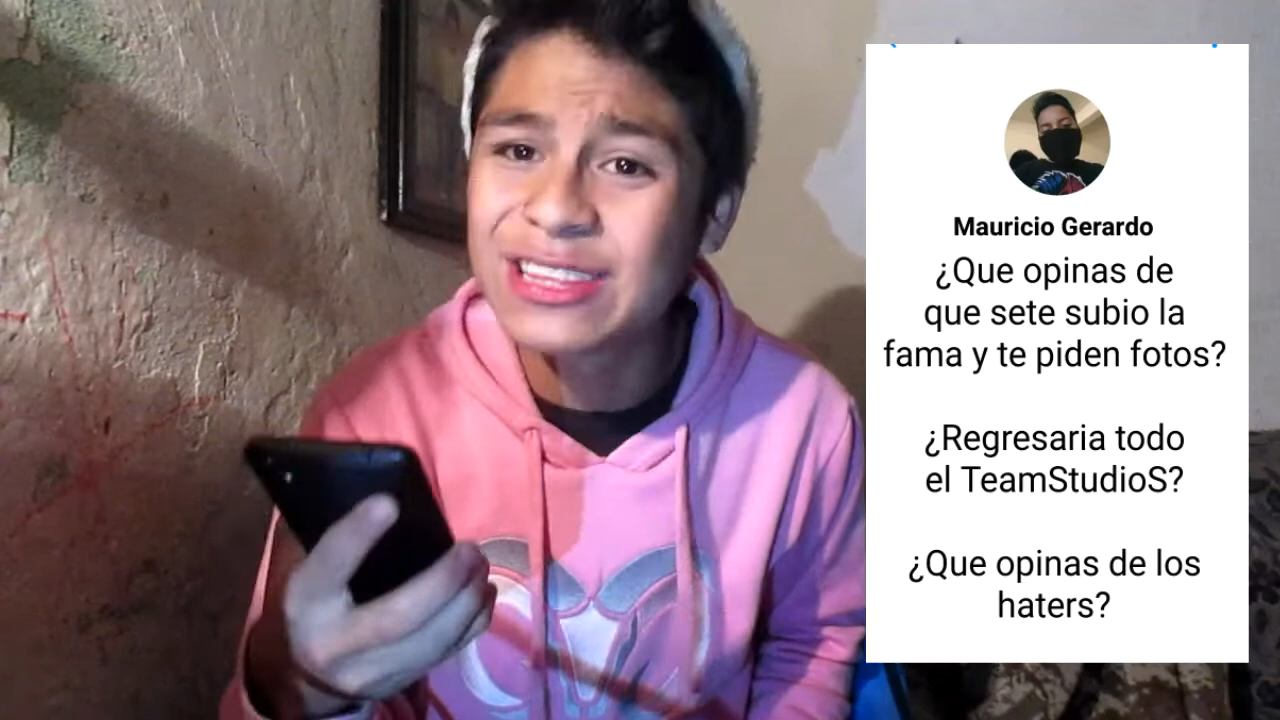 Mauricio Gerardo
¿Que opinas de
que sete subio la
fama y te piden fotos?
¿Regresaria todo
el TeamStudioS?
¿Que opinas de los
haters?